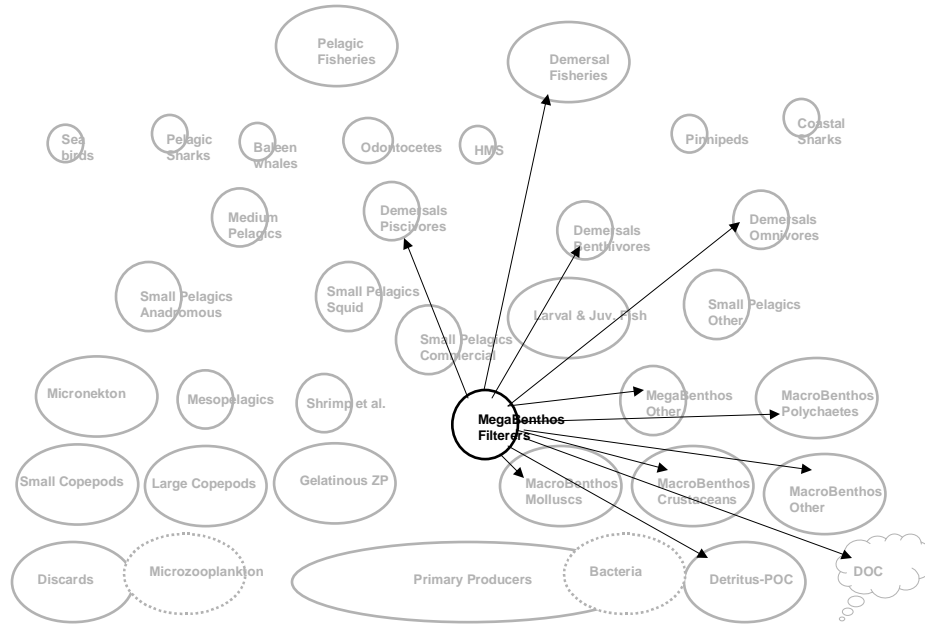 Pelagic
Fisheries
Demersal
Fisheries
Sea
birds
Pelagic
Sharks
Baleen
whales
Odontocetes
HMS
Pinnipeds
Coastal
Sharks
Medium
Pelagics
Demersals
Piscivores
Demersals
Benthivores
Demersals
Omnivores
Small Pelagics
Anadromous
Small Pelagics
Squid
Small Pelagics
Commercial
Larval & Juv. Fish
Small Pelagics
Other
Micronekton
Mesopelagics
Shrimp et al.
MegaBenthos
Filterers
MegaBenthos
Other
MacroBenthos
Polychaetes
Small Copepods
Large Copepods
Gelatinous ZP
MacroBenthos
Molluscs
MacroBenthos
Crustaceans
MacroBenthos
Other
Discards
Microzooplankton
Primary Producers
Bacteria
Detritus-POC
DOC